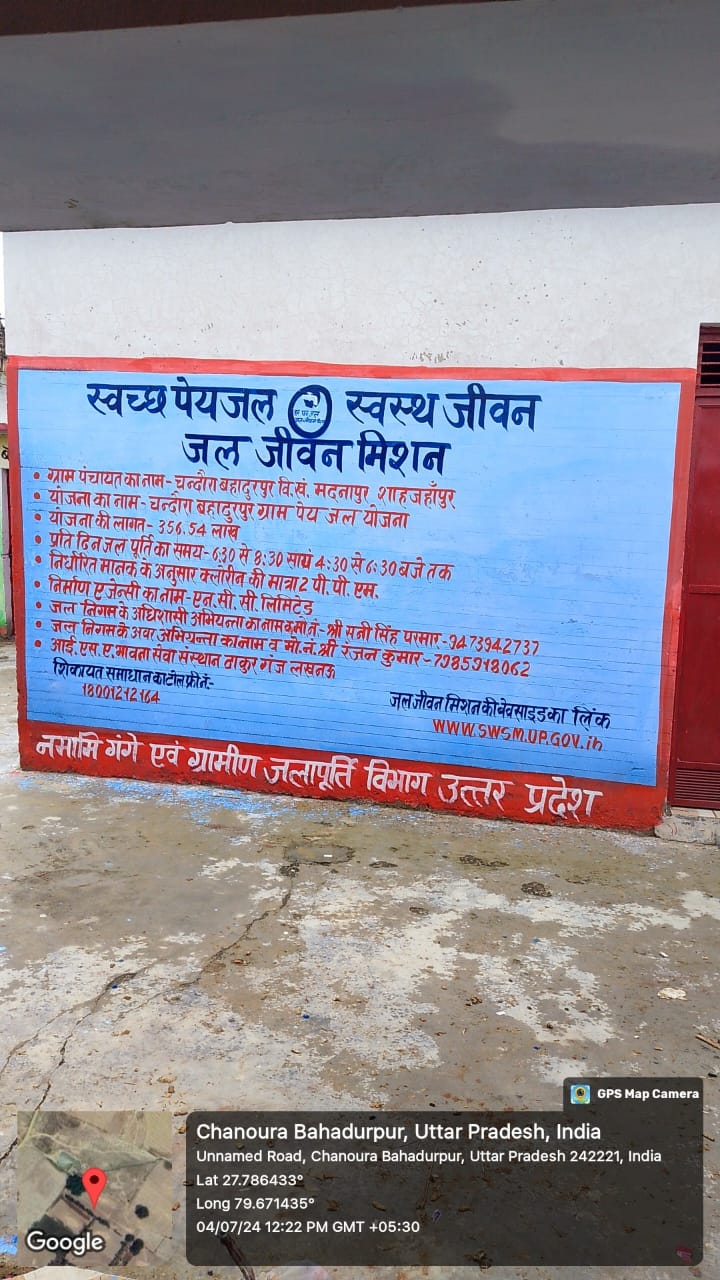 स्वच्छ पेयजल स्वस्थ जीवन
हर घर जल
जल जीवन मिशन
• ग्राम पंचायत का नाम- चन्दौरा बहादुरपुर वि.सं. मदनापुर शाहजहाँपुर
• योजना का नाम- चन्दौरा बहादुरपुर ग्राम पेय जल योजना
• योजना की लागत- 356.54 लाख
• प्रति दिन जल पूर्ति का समय- 6:30 से 8:30 सायं 4:30 से 6:30 बजे तक
• निर्धारित मानक के अनुसार क्लोरीन की मात्रा 2 पी. पी. एम.
• निर्माण एजेन्सी का नाम- एन. सी. सी. लिमिटेड
• जल निगम के अधिशासी अभियन्ता का नाम व मो.नं.- श्री सनी सिंह परमार- 9473942737
• जल निगम के अवर अभियन्ता का नाम व मो.नं. श्री रंजन कुमार- 7985918062
• आई.एस.ए. भावना सेवा संस्थान ठाकुर गंज लखनऊ
शिकायत समाधान का टॉल फ्री नं.:-
18001212164
जल जीवन मिशन की वेवसाइड का लिंक
WWW.SWSM.UP.GOV.in
नमामि गंगे एवं ग्रामीण जलापूर्ति विभाग उत्तर प्रदेश
GPS Map Camera
Chanoura Bahadurpur, Uttar Pradesh, India
Unnamed Road, Chanoura Bahadurpur, Uttar Pradesh 242221, India
Lat 27.786433°
Long 79.671435°
04/07/24 12:22 PM GMT +05:30
Google